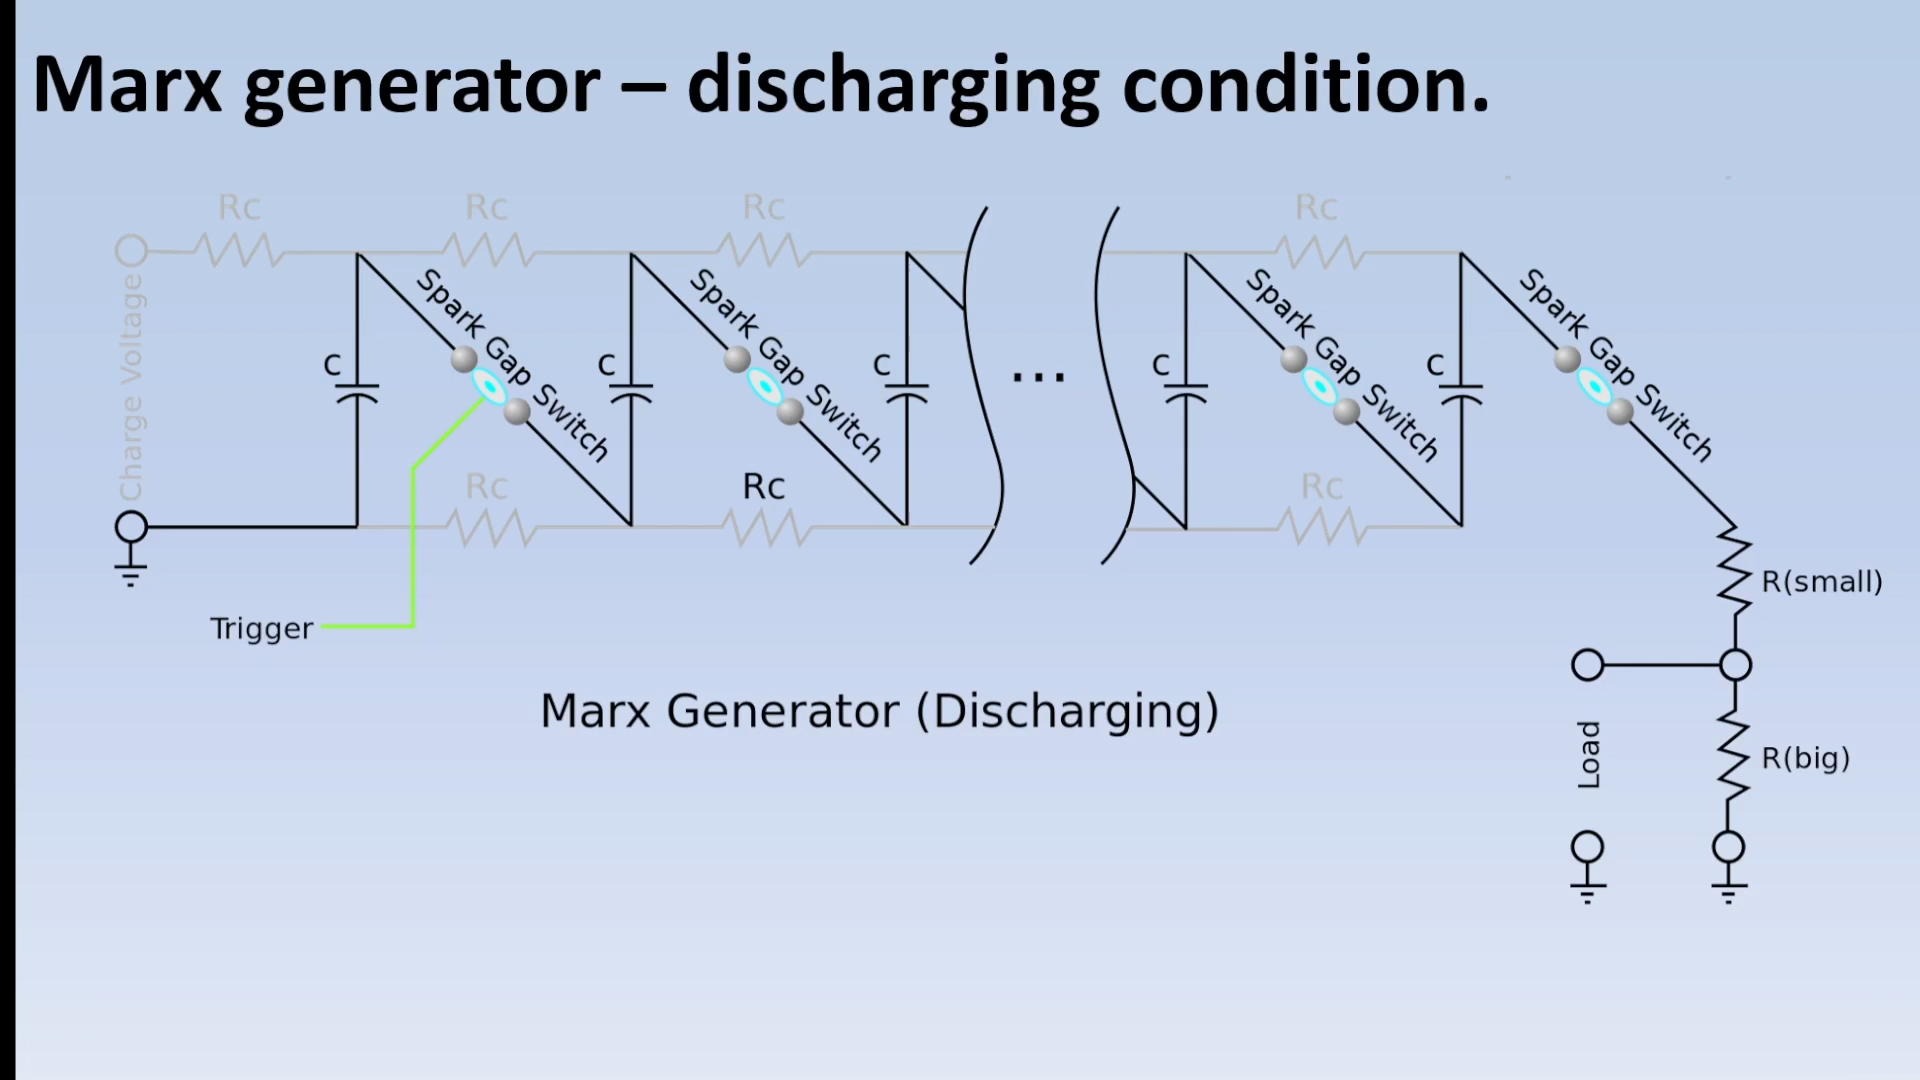 Marx generator – discharging condition.
Rc
Rc
Rc
Rc
Charge Voltage
C
Spark Gap Switch
C
Spark Gap Switch
C
...
C
Spark Gap Switch
C
Spark Gap Switch
Rc
Rc
Rc
Trigger
R(small)
Load
R(big)
Marx Generator (Discharging)